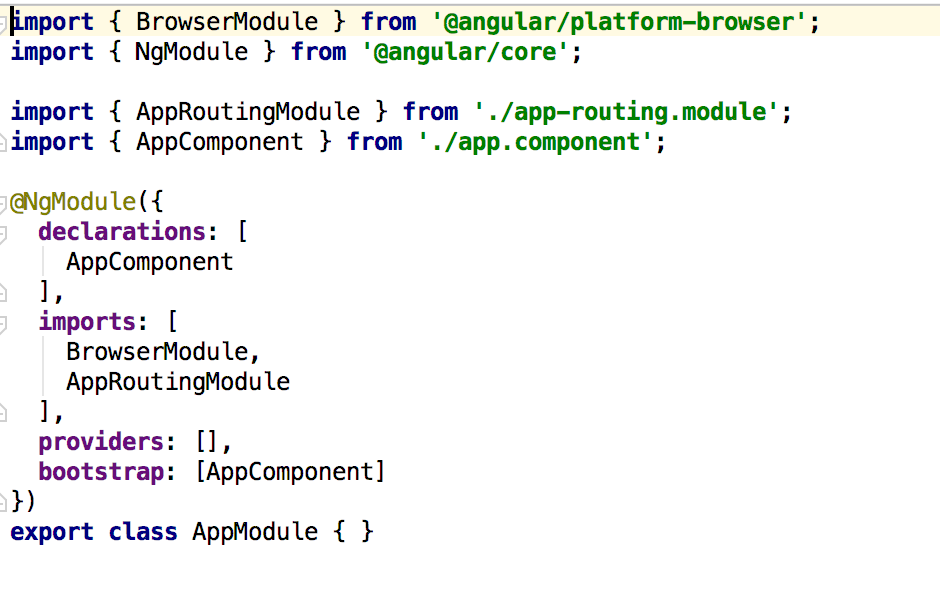 import { BrowserModule } from '@angular/platform-browser';
import { NgModule } from '@angular/core';

import { AppRoutingModule } from './app-routing.module';
import { AppComponent } from './app.component';

@NgModule({
  declarations: [
    AppComponent
  ],
  imports: [
    BrowserModule,
    AppRoutingModule
  ],
  providers: [],
  bootstrap: [AppComponent]
})
export class AppModule { }